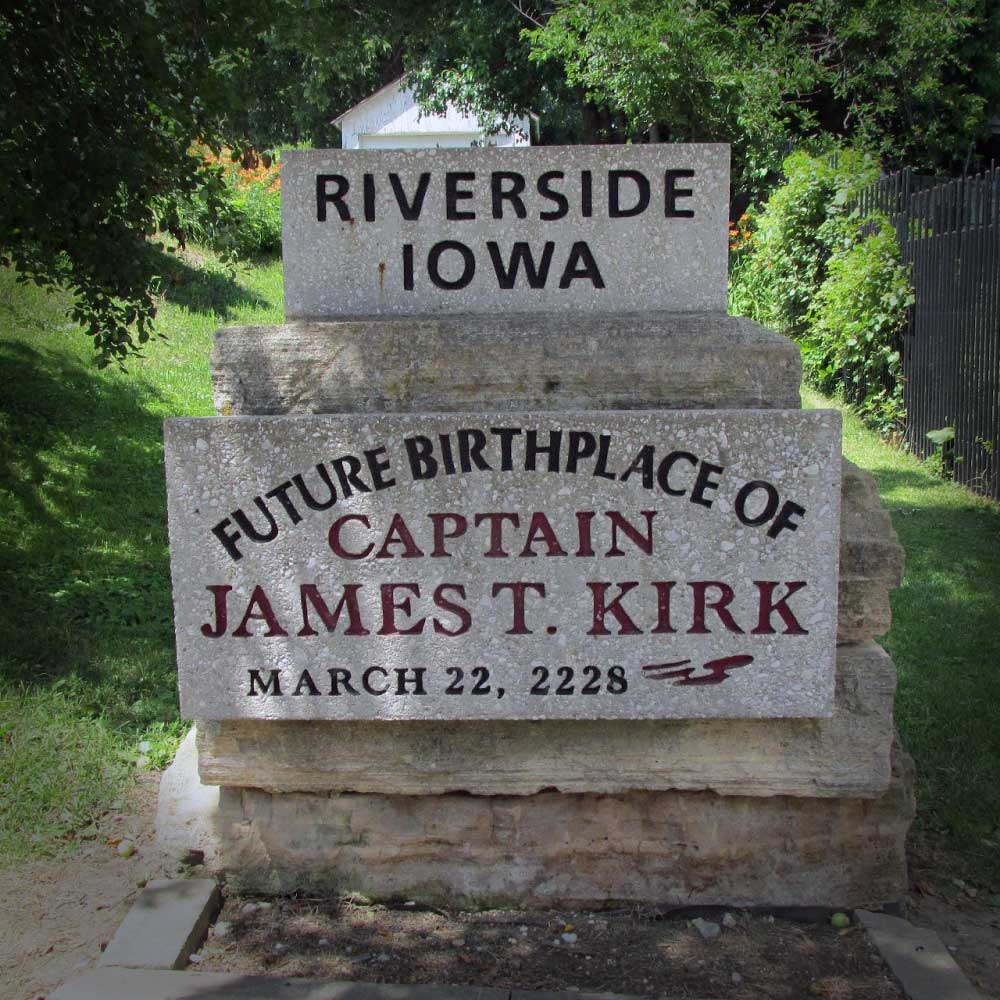 RIVERSIDE
IOWA
FUTURE BIRTHPLACE OF
CAPTAIN
JAMES T. KIRK
MARCH 22, 2228